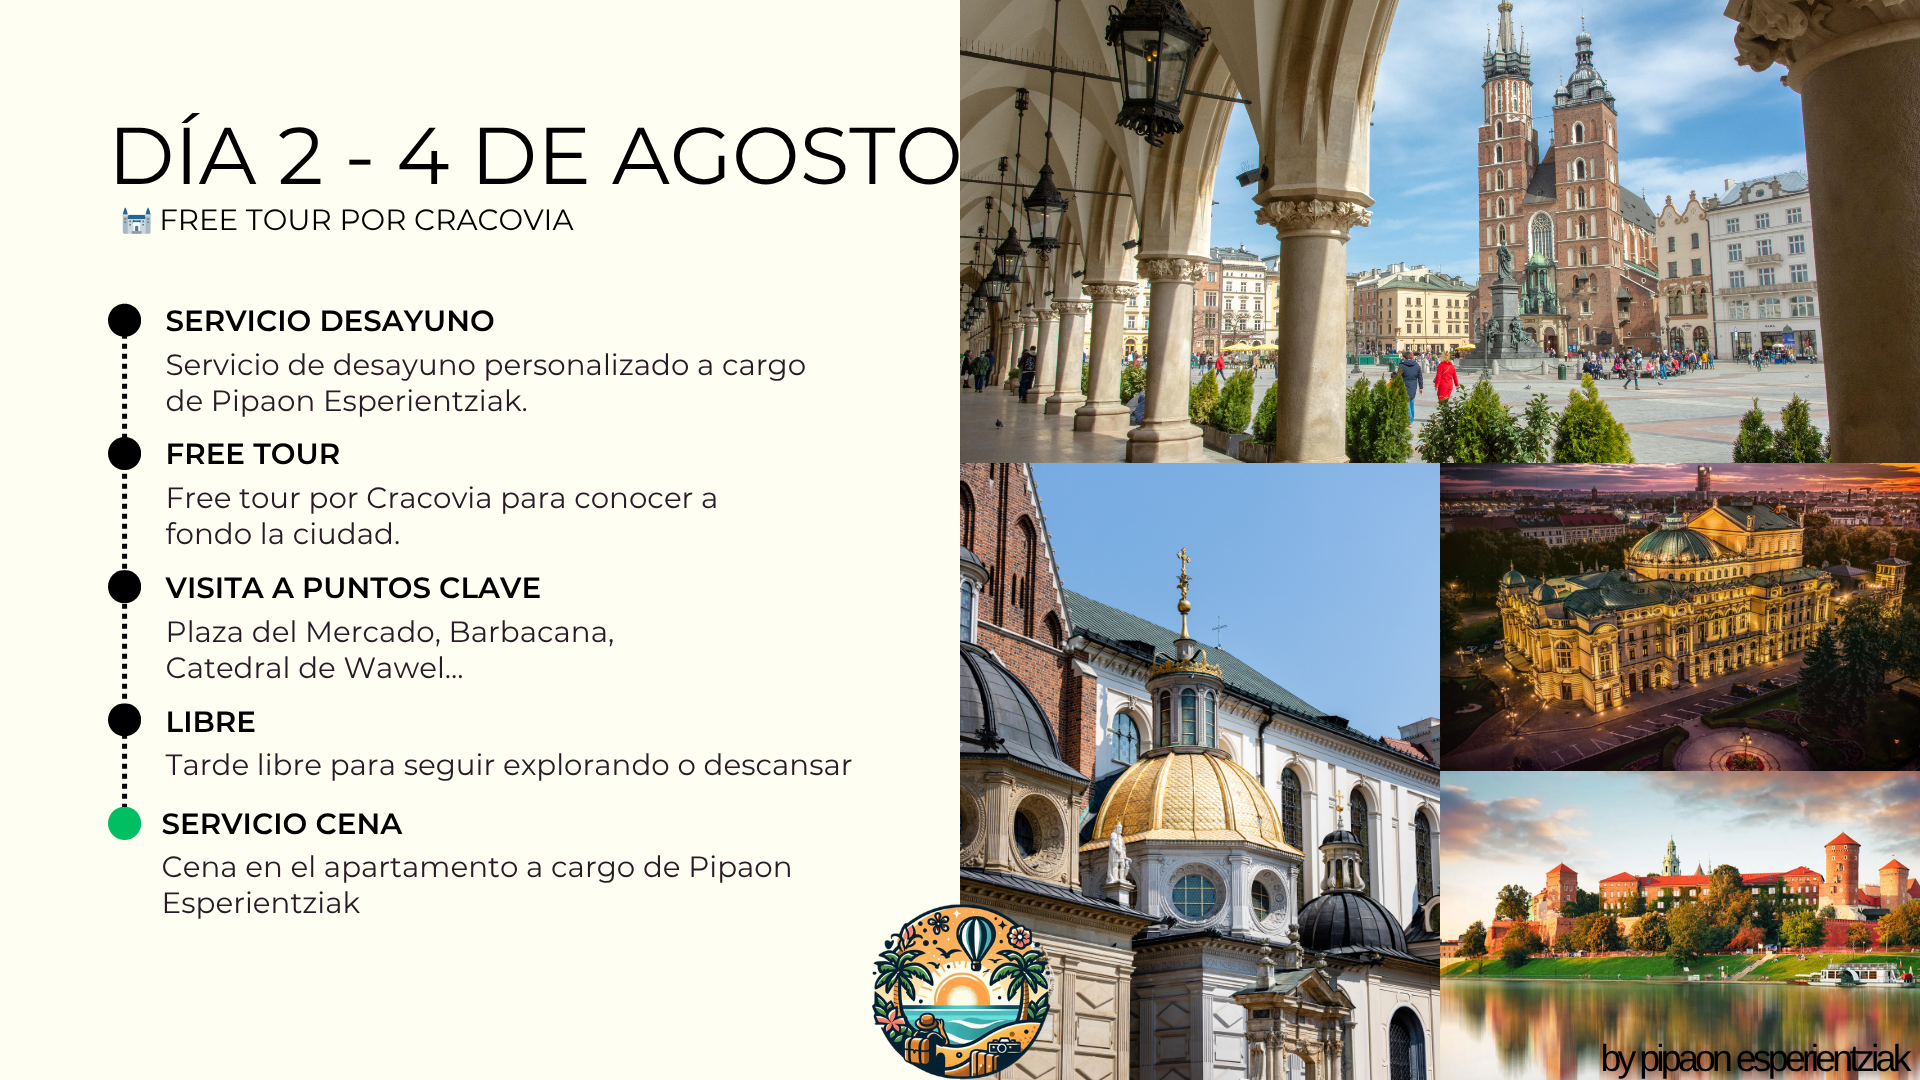 DÍA 2 - 4 DE AGOSTO
🏰 FREE TOUR POR CRACOVIA
SERVICIO DESAYUNO
Servicio de desayuno personalizado a cargo
de Pipaon Esperientziak.
FREE TOUR
Free tour por Cracovia para conocer a
fondo la ciudad.
VISITA A PUNTOS CLAVE
Plaza del Mercado, Barbacana,
Catedral de Wawel...
LIBRE
Tarde libre para seguir explorando o descansar
SERVICIO CENA
Cena en el apartamento a cargo de Pipaon
Esperientziak
by pipaon esperientziak